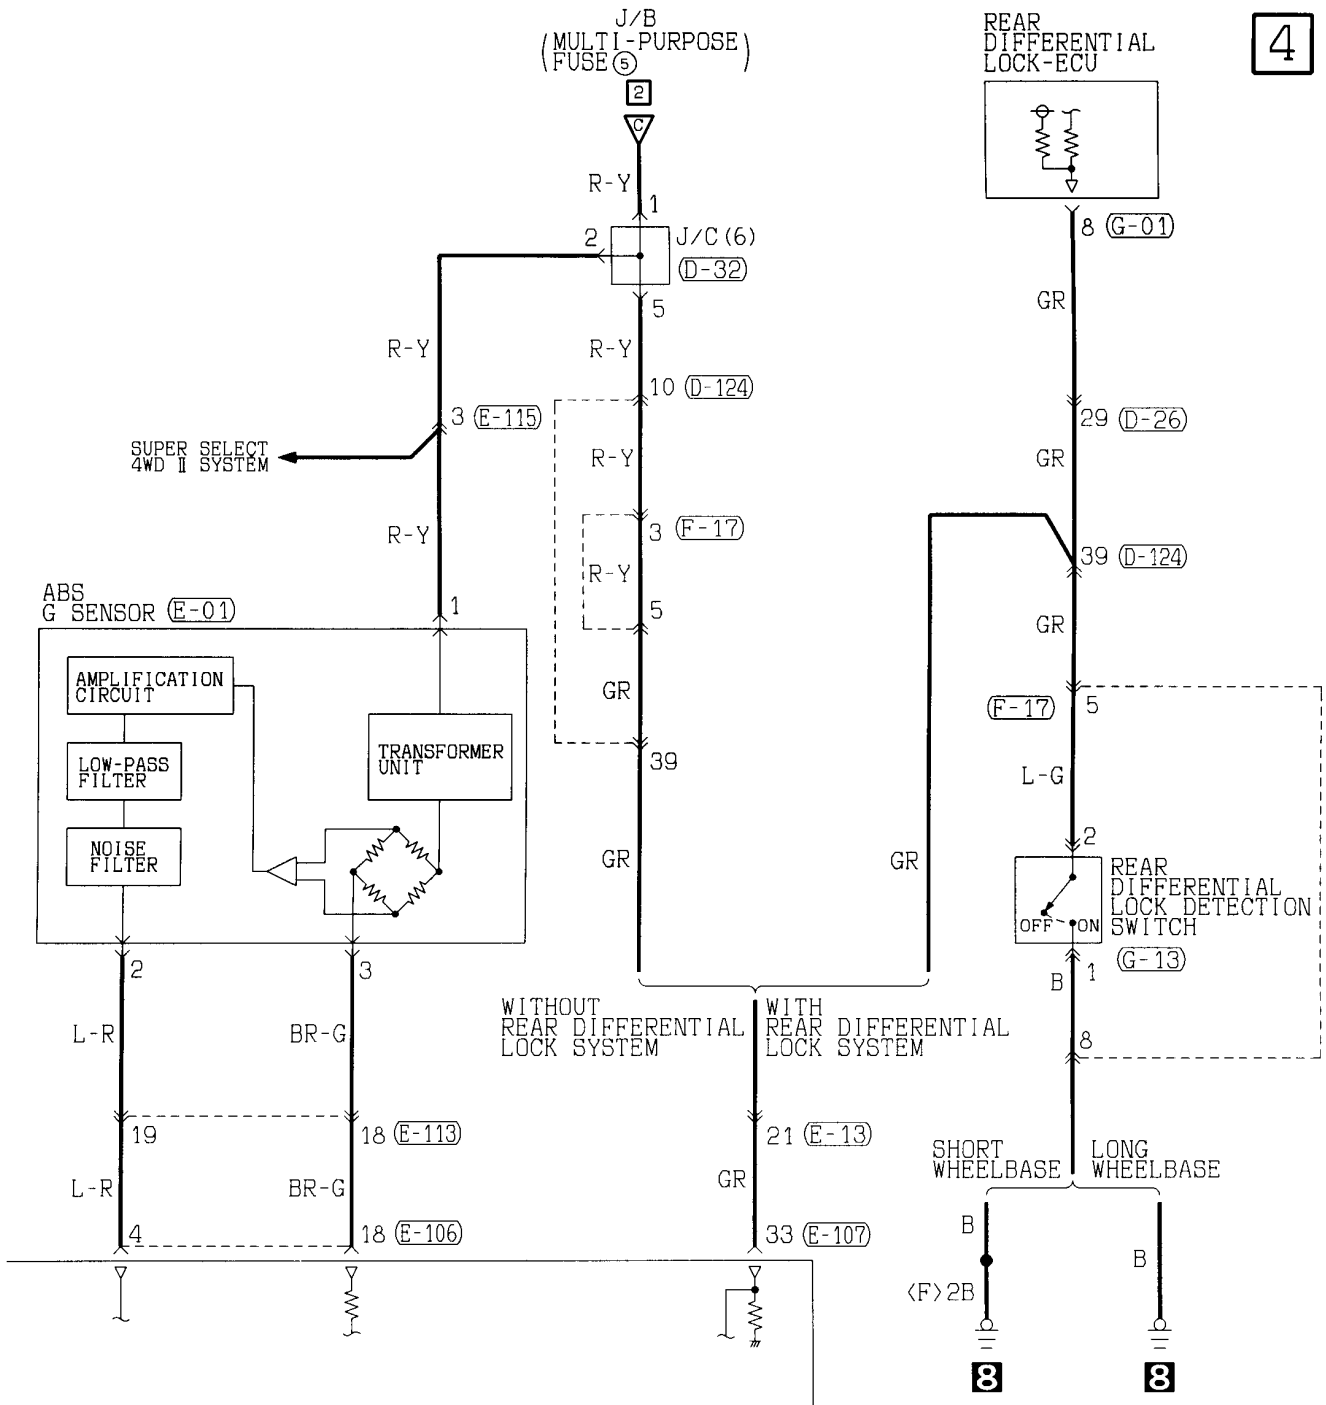 J/B
(MULTI-PURPOSE)
FUSE⑤
2
C
REAR
DIFFERENTIAL
LOCK-ECU
4
R-Y
1
2
J/C(6)
D-32
5
8 G-01
GR
R-Y
R-Y
10 D-124
3 E-115
29 D-26
SUPER SELECT
4WD Ⅱ SYSTEM
R-Y
GR
R-Y
3 F-17
39 D-124
R-Y
ABS
G SENSOR E-01
1
5
GR
AMPLIFICATION
CIRCUIT
GR
F-17
5
TRANSFORMER
UNIT
LOW-PASS
FILTER
39
L-G
2
NOISE
FILTER
GR
GR
REAR
DIFFERENTIAL
LOCK DETECTION
SWITCH
OFF
ON
G-13
2
3
B
1
WITHOUT
REAR DIFFERENTIAL
LOCK SYSTEM
WITH
REAR DIFFERENTIAL
LOCK SYSTEM
L-R
BR-G
8
19
18 E-113
21 E-13
SHORT
WHEELBASE
LONG
WHEELBASE
L-R
BR-G
GR
4
18 E-106
33 E-107
B
B
<F>2B
8
8